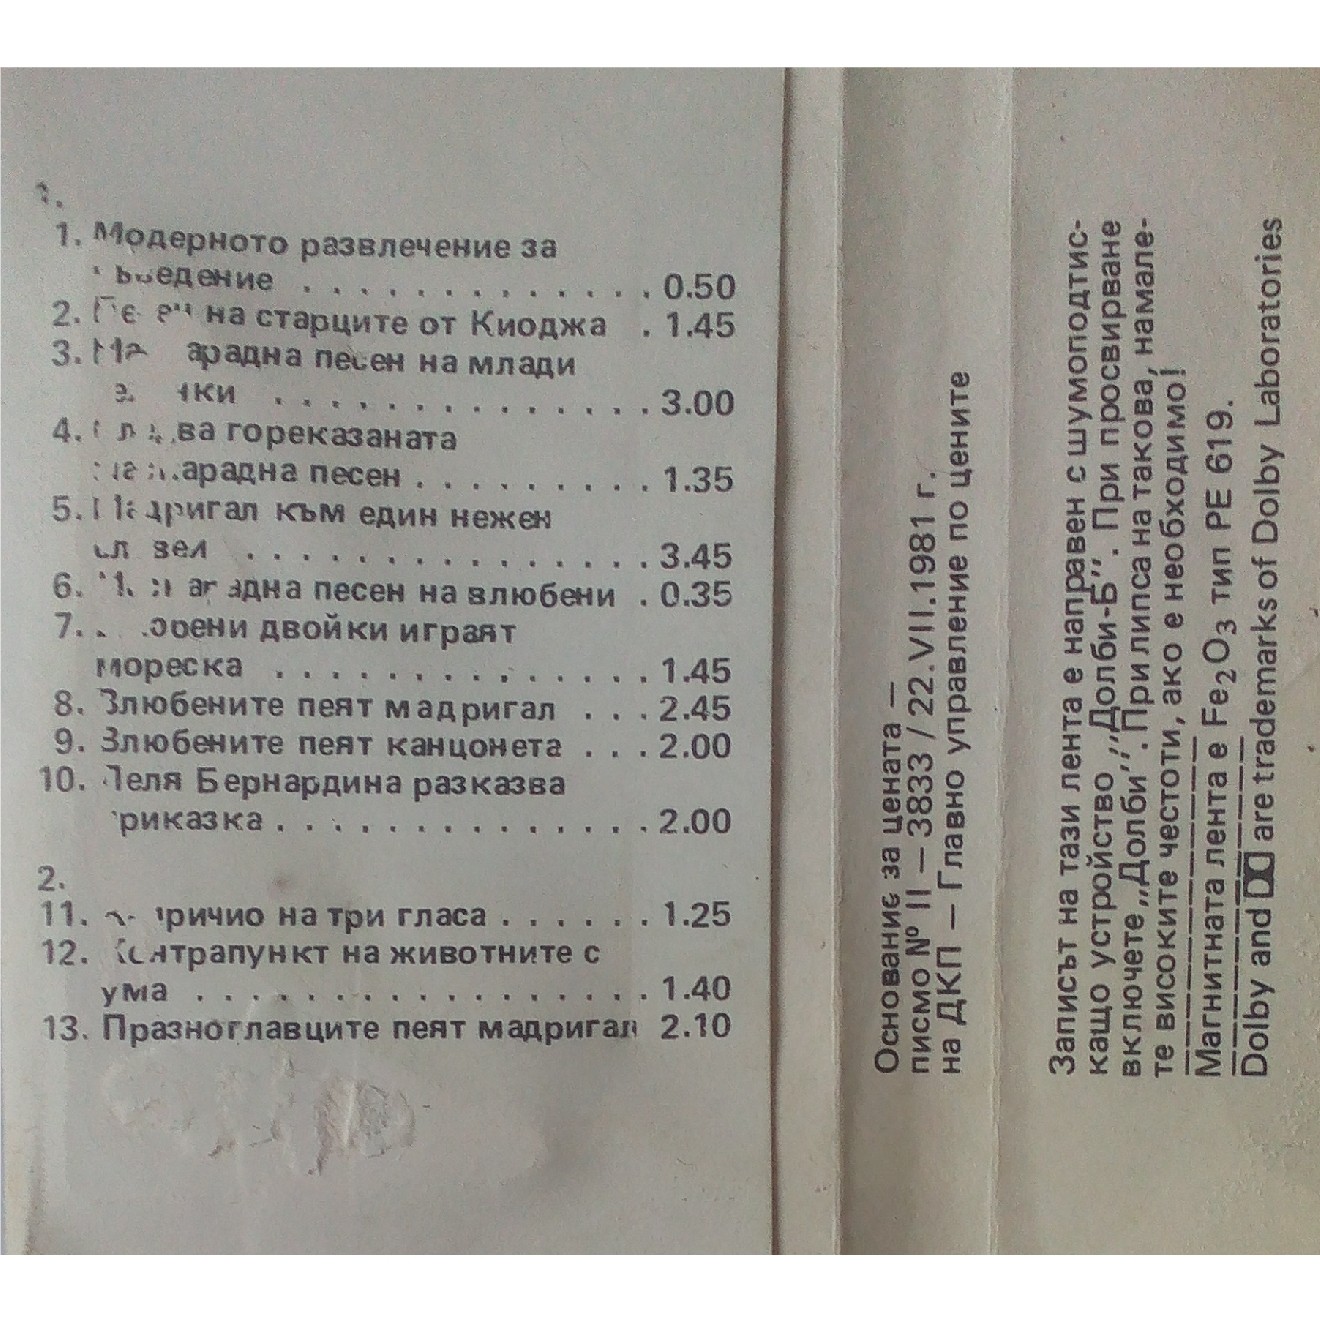 1.
1. Модерното развлечение за
. . . . . . . . . . . . . 0.50
2. на старците от Киоджа . 1.45
3. песен на млади
. . . . . . . . . . . . . . 3.00
4. гореказаната
песен . . . . . . . . . 1.35
5. Мадригал към един нежен
. . . . . . . . . . . . . . . 3.45
6. песен на влюбени . 0.35
7. двойки играят
мореска . . . . . . . . . . . . . . 1.45
8. Влюбените пеят мадригал . . . 2.45
9. Влюбените пеят канцонета . . . 2.00
10. Леля Бернардина разказва
приказка . . . . . . . . . . . . . . 2.00
2.
11. на три гласа . . . . . . 1.25
12. Контрапункт на животните с
ума . . . . . . . . . . . . . . . . . 1.40
13. Празноглавците пеят мадригал 2.10
Основание за цената —
писмо № II — 3833 / 22.VII.1981 г.
на ДКП — Главно управление по цените
Записът на тази лента е направен с шумоподтис-
кащо устройство „Долби-Б”. При просвирване
включете „Долби”. При липса на такова, намале-
те високите честоти, ако е необходимо!
Магнитната лента е Fe2O3 тип PE 619.
Dolby and are trademarks of Dolby Laboratories